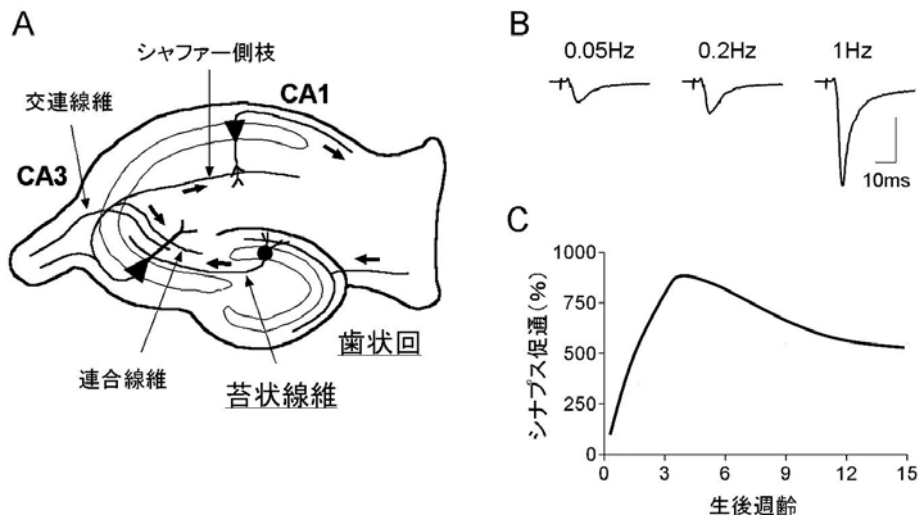 A
シャファー側枝
CA1
交連線維
CA3
歯状回
連合線維
苔状線維
B
0.05Hz
0.2Hz
1Hz
10ms
C
シナプス促通(%)
1000
750
500
250
0
0
3
6
9
12
15
生後週齢